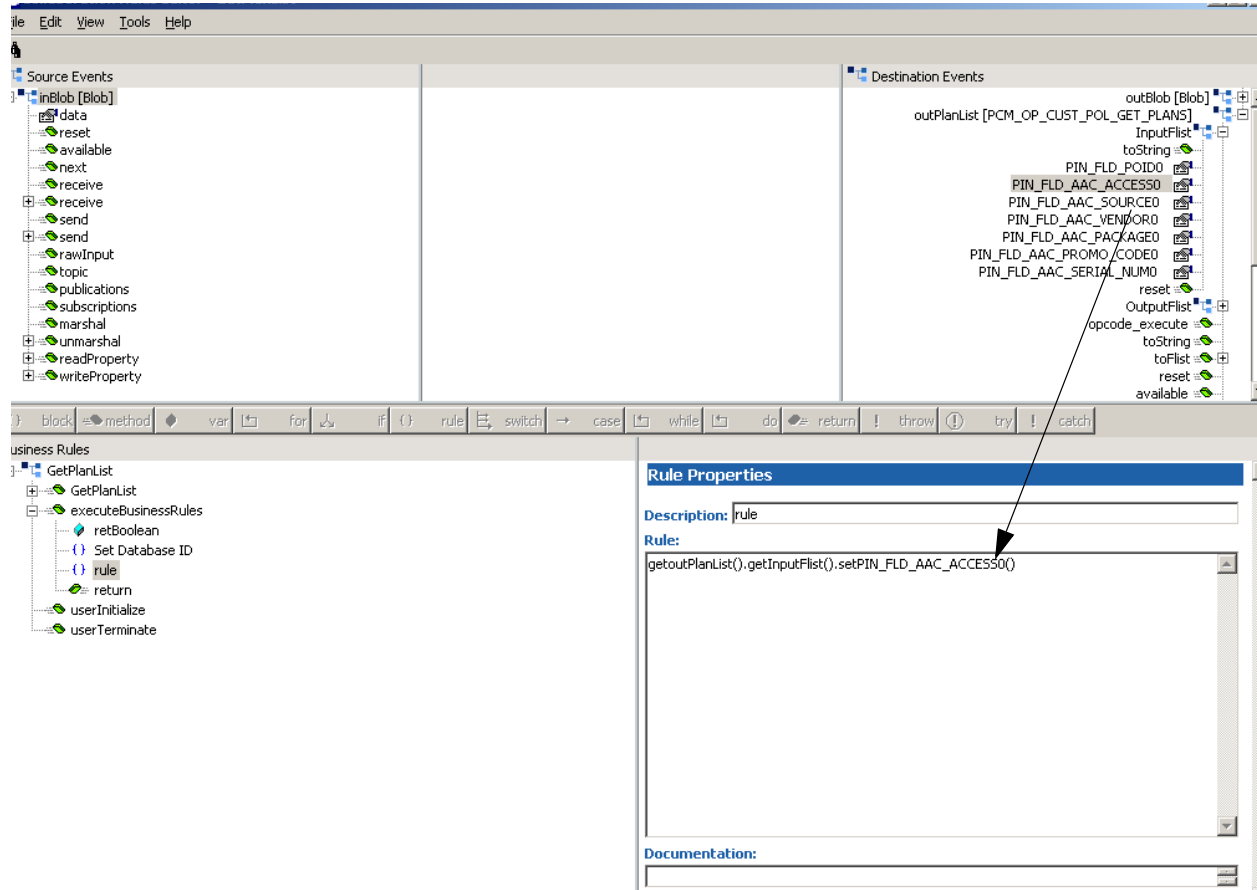 ile Edit View Tools Help
Source Events
inBlob [Blob]
data
reset
available
next
receive
receive
send
send
rawInput
topic
publications
subscriptions
marshal
unmarshal
readProperty
writeProperty
Destination Events
outBlob [Blob]
outPlanList [PCM_OP_CUST_POL_GET_PLANS]
InputFlist
toString
PIN_FLD_POID0
PIN_FLD_AAC_ACCESS0
PIN_FLD_AAC_SOURCE0
PIN_FLD_AAC_VENDOR0
PIN_FLD_AAC_PACKAGE0
PIN_FLD_AAC_PROMO_CODE0
PIN_FLD_AAC_SERIAL_NUM0
reset
OutputFlist
opcode_execute
toString
toFlist
reset
available
block method var for if {} rule switch case while do return ! throw try ! catch
usiness Rules
GetPlanList
GetPlanList
executeBusinessRules
retBoolean
{} Set Database ID
{} rule
return
userInitialize
userTerminate
Rule Properties
Description: rule
Rule:
getoutPlanList().getInputFlist().setPIN_FLD_AAC_ACCESS0()
Documentation: